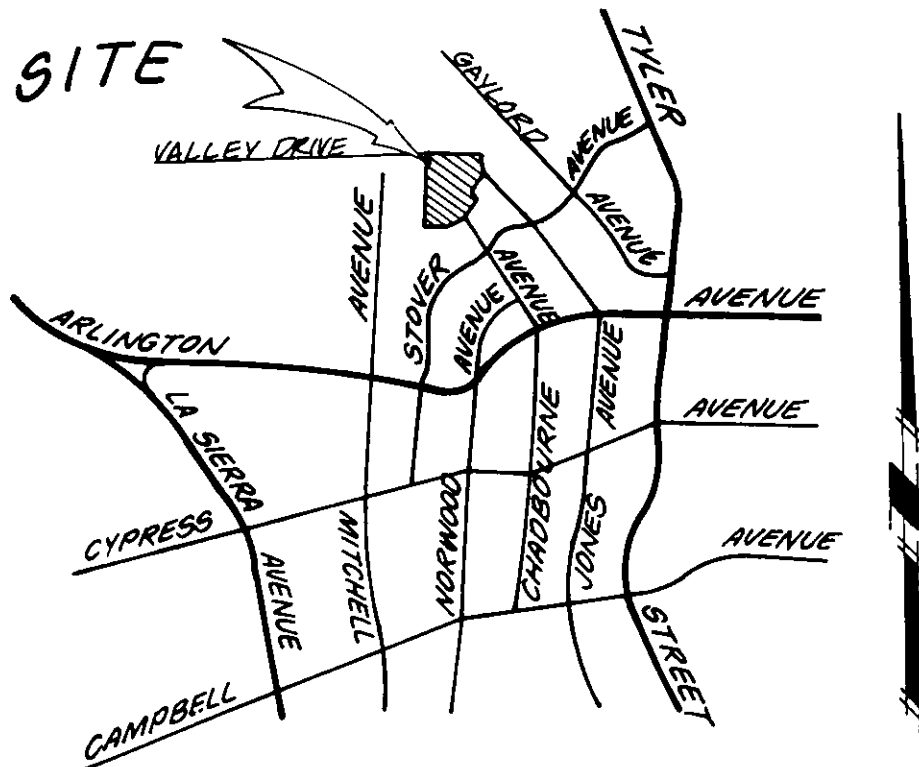 SITE
VALLEY DRIVE
GAYLORD
AVENUE
TYLER
STREET
STOVER
AVENUE
MITCHELL
AVENUE
NORWOOD
AVENUE
CHADBOURNE
AVENUE
JONES
AVENUE
ARLINGTON
AVENUE
LA SIERRA
AVENUE
CYPRESS
AVENUE
CAMPBELL
AVENUE